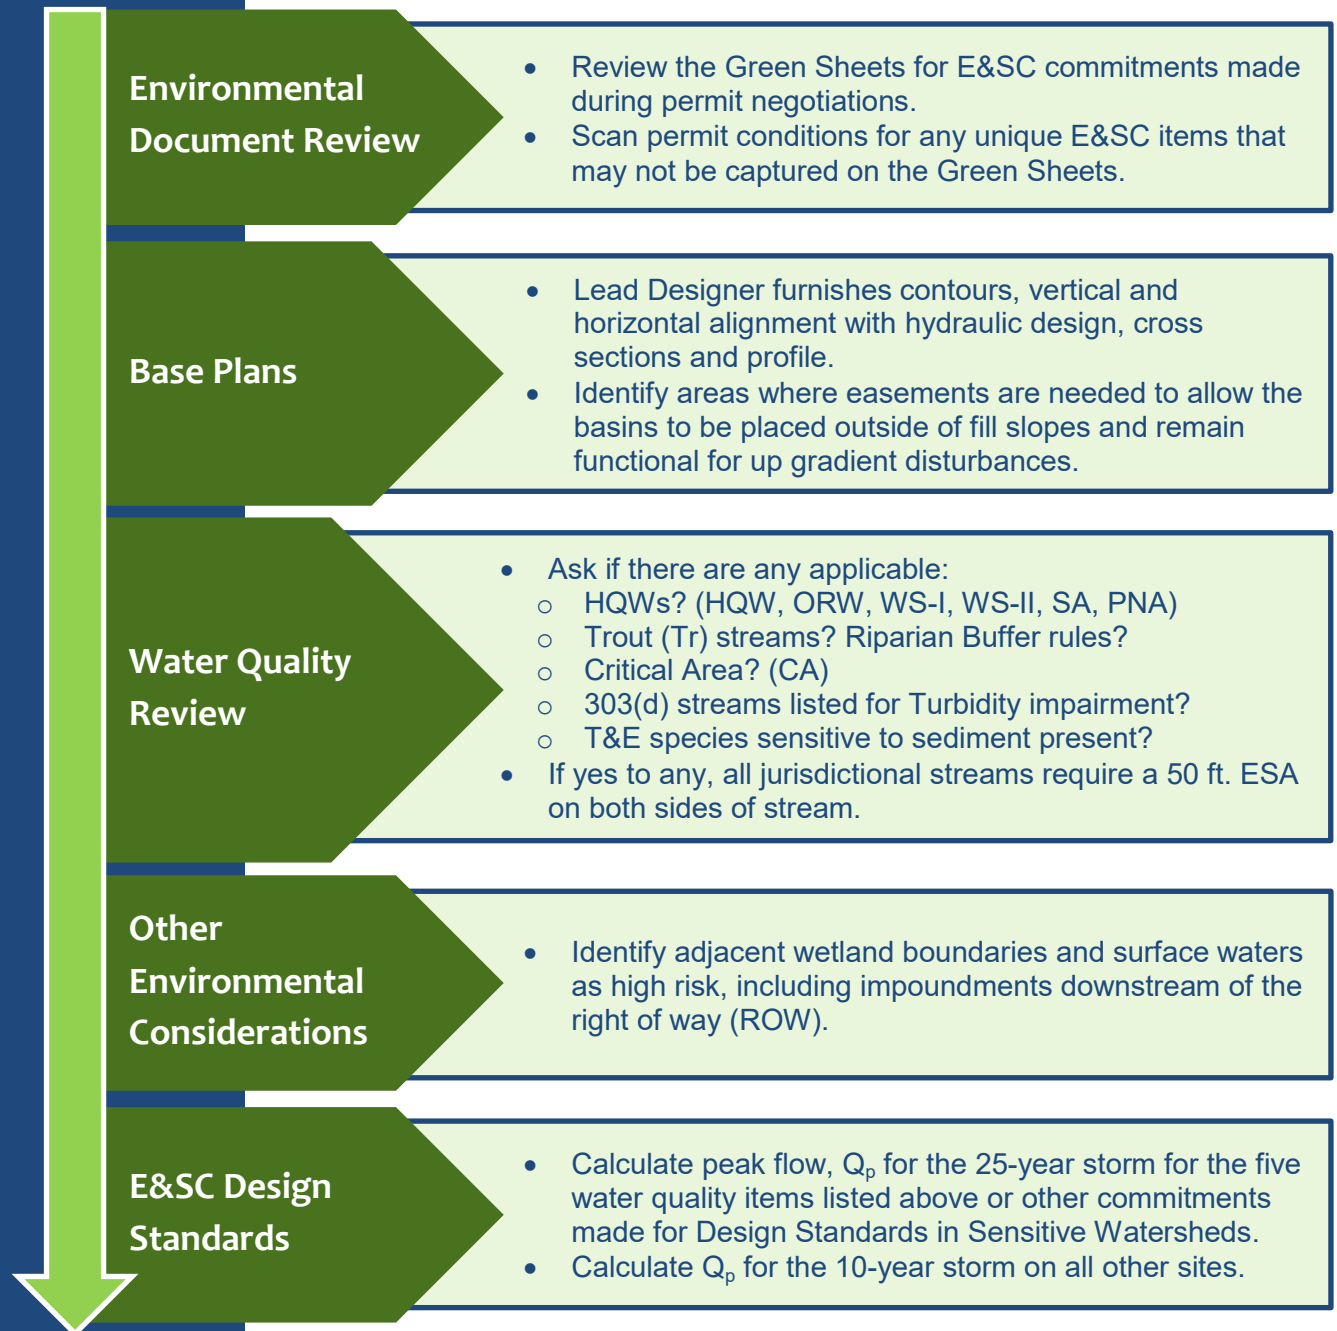 Environmental
Document Review
• Review the Green Sheets for E&SC commitments made
during permit negotiations.
• Scan permit conditions for any unique E&SC items that
may not be captured on the Green Sheets.
Base Plans
• Lead Designer furnishes contours, vertical and
horizontal alignment with hydraulic design, cross
sections and profile.
• Identify areas where easements are needed to allow the
basins to be placed outside of fill slopes and remain
functional for up gradient disturbances.
Water Quality
Review
• Ask if there are any applicable:
o HQWs? (HQW, ORW, WS-I, WS-II, SA, PNA)
o Trout (Tr) streams? Riparian Buffer rules?
o Critical Area? (CA)
o 303(d) streams listed for Turbidity impairment?
o T&E species sensitive to sediment present?
• If yes to any, all jurisdictional streams require a 50 ft. ESA
on both sides of stream.
Other
Environmental
Considerations
• Identify adjacent wetland boundaries and surface waters
as high risk, including impoundments downstream of the
right of way (ROW).
E&SC Design
Standards
• Calculate peak flow, Qp for the 25-year storm for the five
water quality items listed above or other commitments
made for Design Standards in Sensitive Watersheds.
• Calculate Qp for the 10-year storm on all other sites.